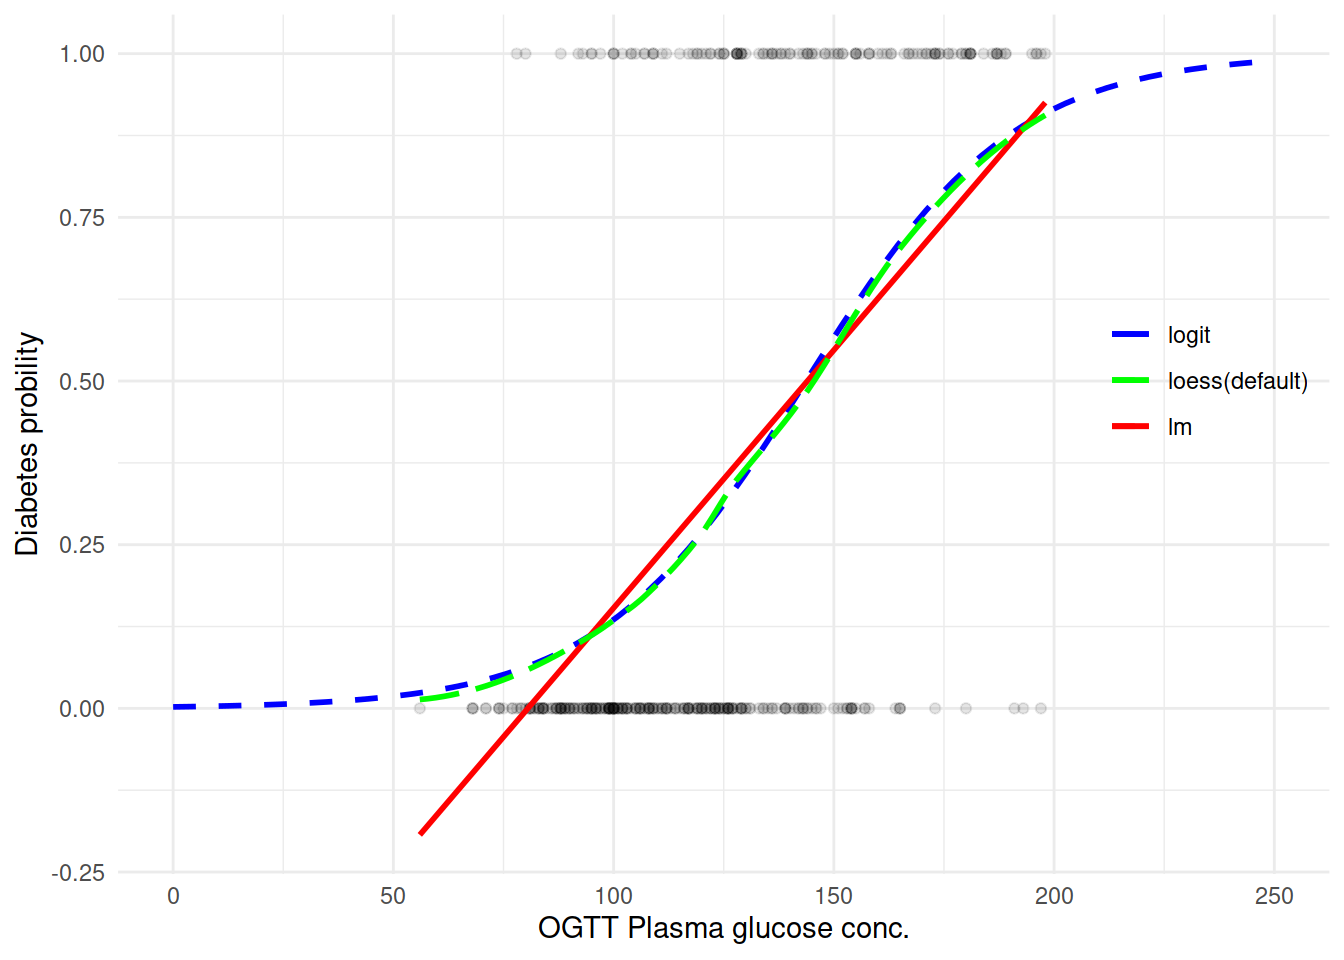 1.00
0.75
0.50
0.25
0.00
-0.25
Diabetes probility
logit
loess(default)
lm
0 50 100 150 200 250
OGTT Plasma glucose conc.